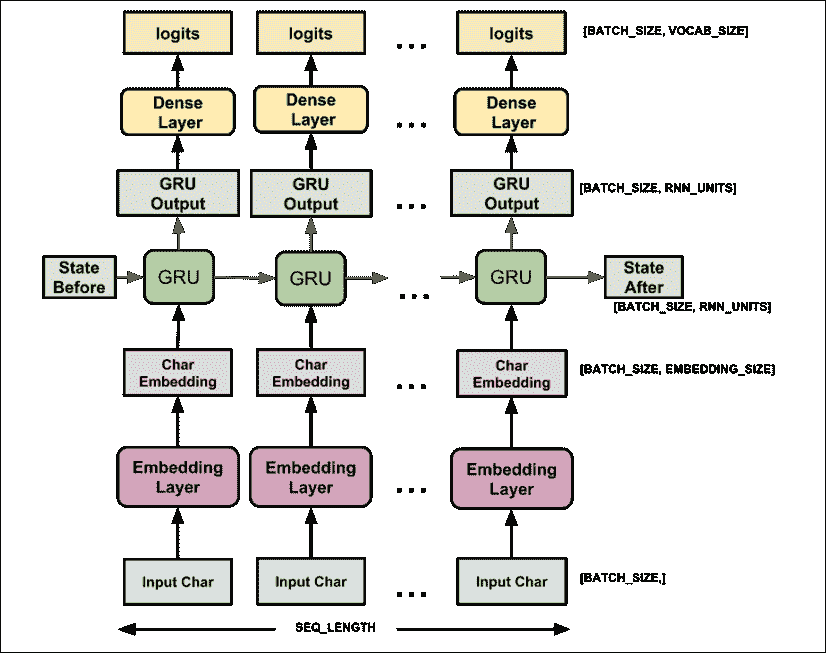 logits logits ... logits [BATCH_SIZE, VOCAB_SIZE]
Dense Dense Dense
Layer Layer ... Layer
GRU GRU GRU [BATCH_SIZE, RNN_UNITS]
Output Output ... Output
State GRU GRU GRU State
Before ... After
[BATCH_SIZE, RNN_UNITS]
Char Char Char [BATCH_SIZE, EMBEDDING_SIZE]
Embedding Embedding ... Embedding
Embedding Embedding Embedding
Layer Layer ... Layer
Input Char Input Char ... Input Char [BATCH_SIZE,]
SEQ_LENGTH